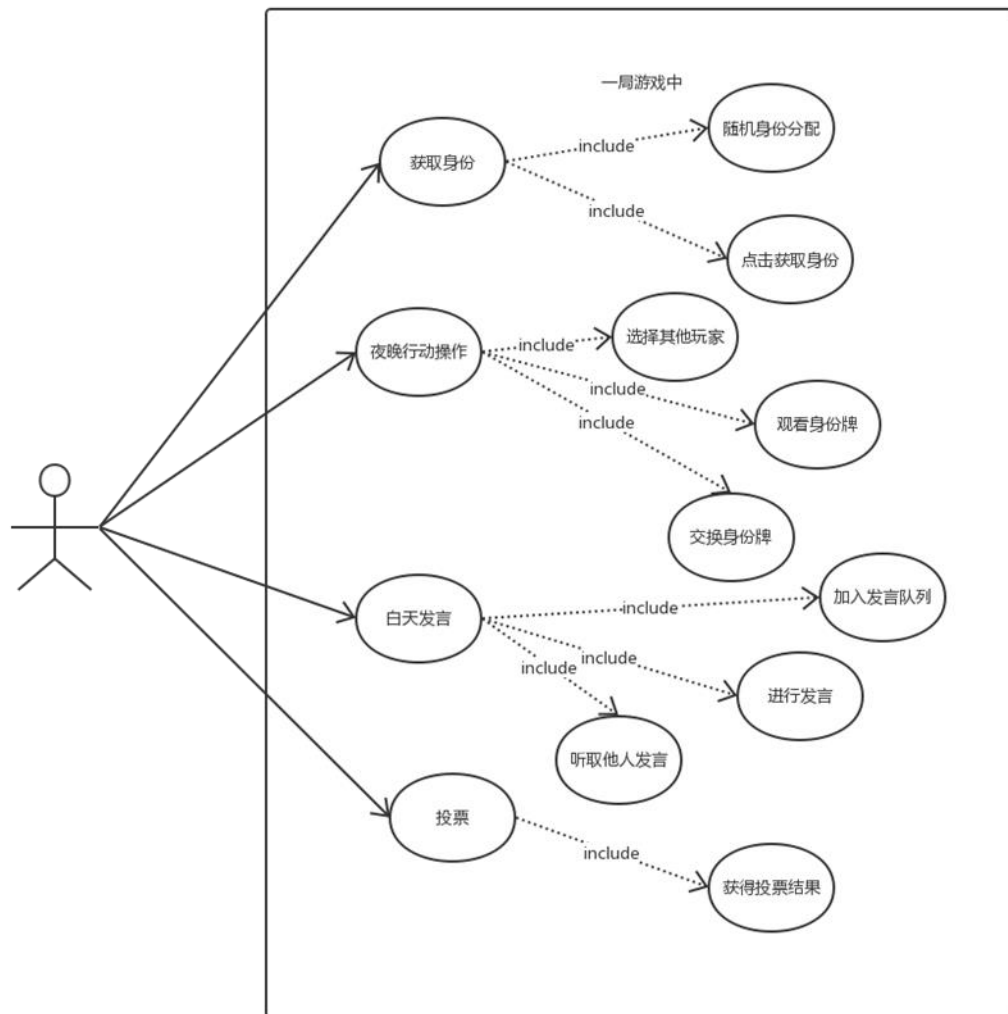 一局游戏中
随机身份分配
include
获取身份
include
点击获取身份
选择其他玩家
include
夜晚行动操作
include
观看身份牌
include
交换身份牌
加入发言队列
include
白天发言
include
include
进行发言
听取他人发言
投票
include
获得投票结果